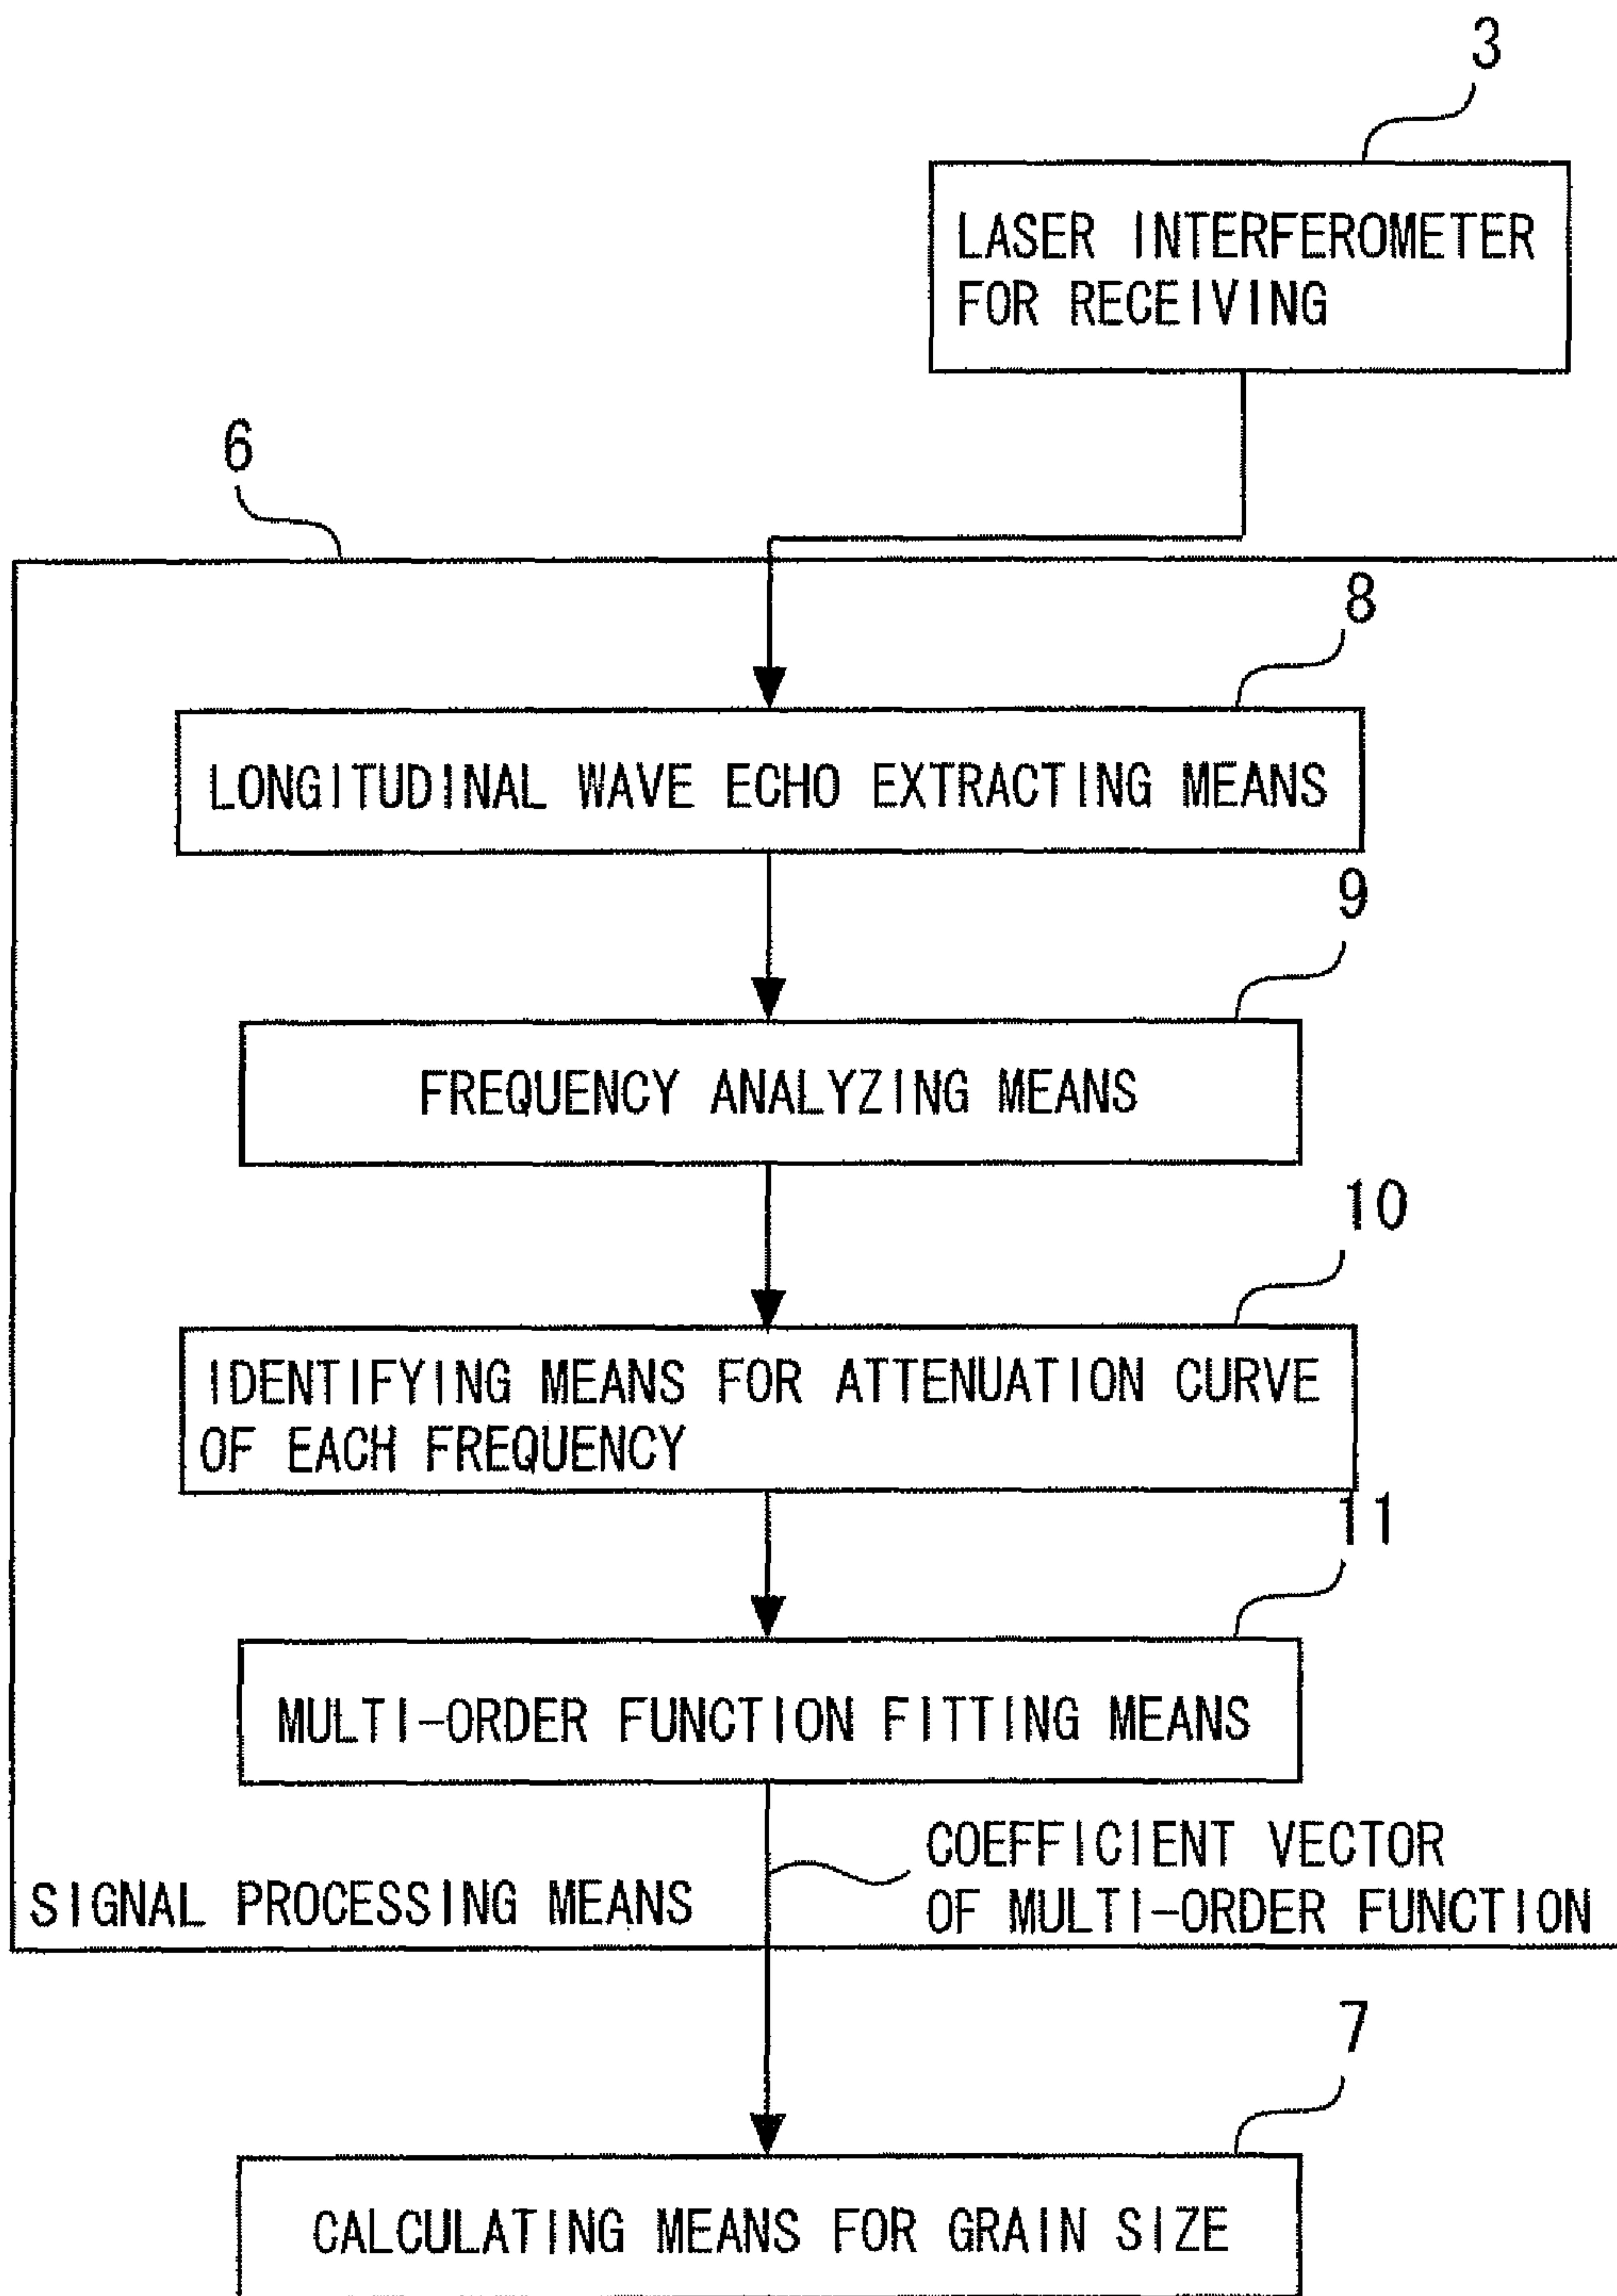 3
LASER INTERFEROMETER
FOR RECEIVING
6
8
LONGITUDINAL WAVE ECHO EXTRACTING MEANS
9
FREQUENCY ANALYZING MEANS
10
IDENTIFYING MEANS FOR ATTENUATION CURVE
OF EACH FREQUENCY
11
MULTI-ORDER FUNCTION FITTING MEANS
COEFFICIENT VECTOR
OF MULTI-ORDER FUNCTION
SIGNAL PROCESSING MEANS
7
CALCULATING MEANS FOR GRAIN SIZE